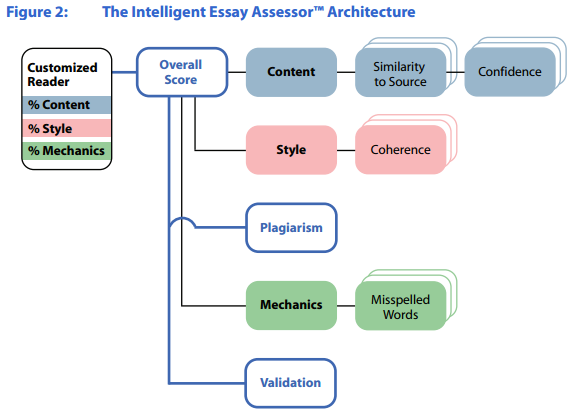 Figure 2: The Intelligent Essay Assessor™ Architecture
Customized
Reader
% Content
% Style
% Mechanics
Overall
Score
Content
Similarity
to Source
Confidence
Style
Coherence
Plagiarism
Mechanics
Misspelled
Words
Validation